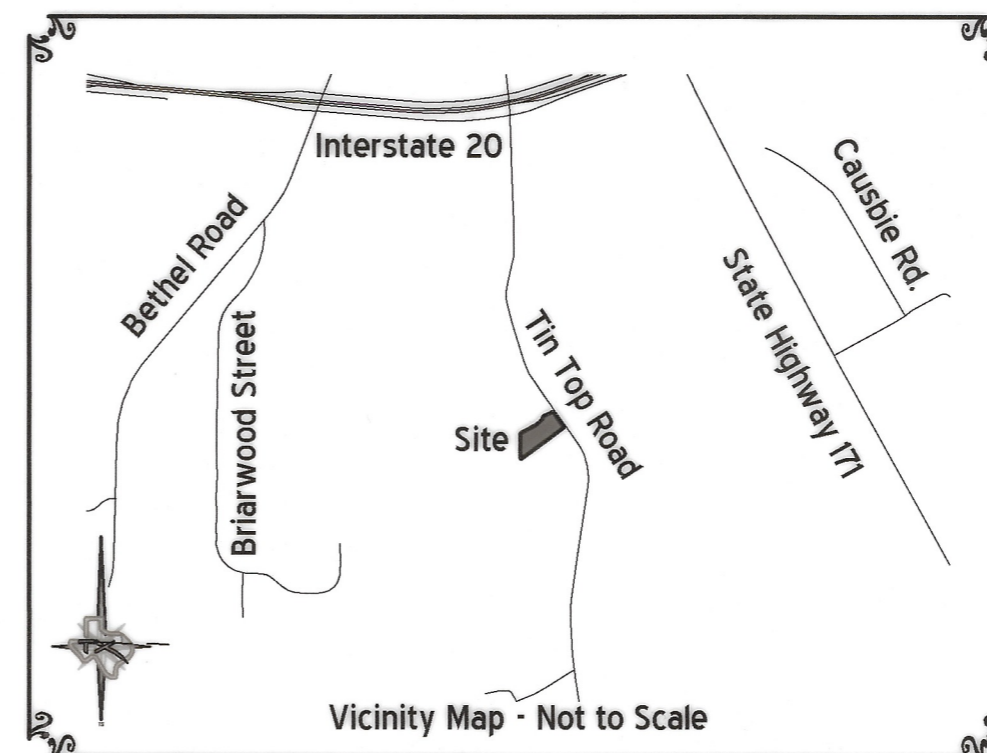 Interstate 20
Causbie Rd.
Bethel Road
State Highway 171
Briarwood Street
Tin Top Road
Site
TX
Vicinity Map - Not to Scale